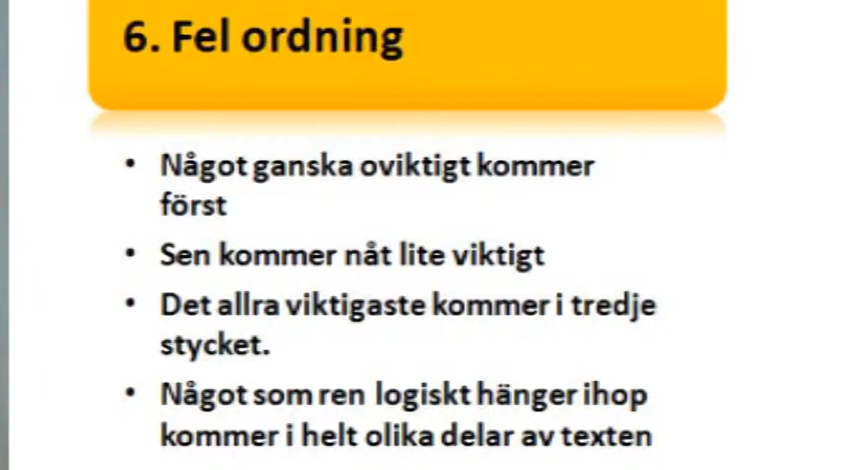 6. Fel ordning
• Något ganska oviktigt kommer
först
• Sen kommer nåt lite viktigt
• Det allra viktigaste kommer i tredje
stycket.
• Något som ren logiskt hänger ihop
kommer i helt olika delar av texten